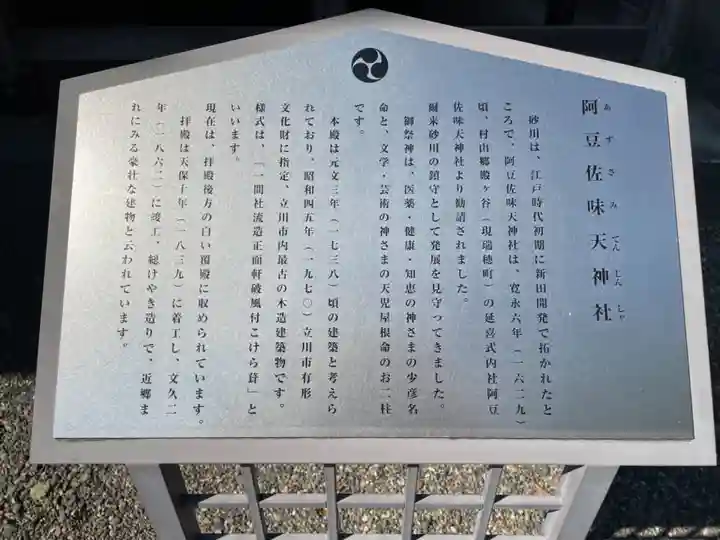 阿豆佐味天神社
あずさみてんじんしゃ
砂川は、江戸時代初期に新田開発で拓かれたと
ころで、阿豆佐味天神社は、寛永六年（一六二九）
頃、村山郷殿ヶ谷（現瑞穂町）の延喜式内社阿豆
佐味天神社より勧請されました。
爾来砂川の鎮守として発展を見守ってきました。
御祭神は、医薬・健康・知恵の神さまの少彦名
命と、文学・芸術の神さまの天児屋根命のお二柱
です。
本殿は元文三年（一七三八）頃の建築と考えら
れており、昭和四五年（一九七〇）立川市有形
文化財に指定、立川市内最古の木造建築物です。
様式は、「一間社流造正面軒破風付こけら葺」と
いいます。
現在は、拝殿後方の白い覆殿に収められています。
拝殿は天保十年（一八三九）に着工し、文久二
年（一八六二）に竣工、総けやき造りで、近郷ま
れにみる豪壮な建物と云われています。